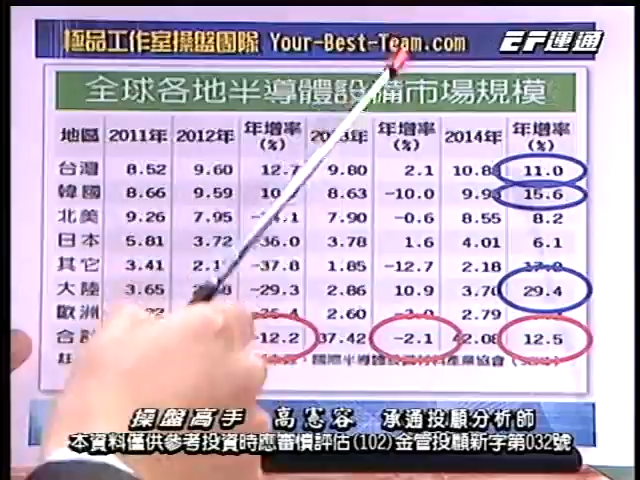 極品工作室操盤團隊 Your-Best-Team.com EF運通
全球各地半導體設備市場規模
地區 2011年 2012年 年增率(%) 年增率(%) 2014年 年增率(%)
台灣 8.52 9.60 9.80 2.1 11.0
韓國 8.66 9.59 8.63 -10.0 15.6
北美 9.26 7.95 7.90 -0.6 8.55 8.2
日本 5.81 3.72 -36.0 3.78 1.6 4.01 6.1
其它 3.41 -37.8 1.85 -12.7 2.18
大陸 3.65 -29.3 2.86 10.9 29.4
歐洲 2.60 2.79
-12.2 37.42 -2.1 42.08 12.5
操盤高手 高憲容 承通投顧分析師
本資料僅供參考投資時應審慎評估(102)金管投顧新字第032號